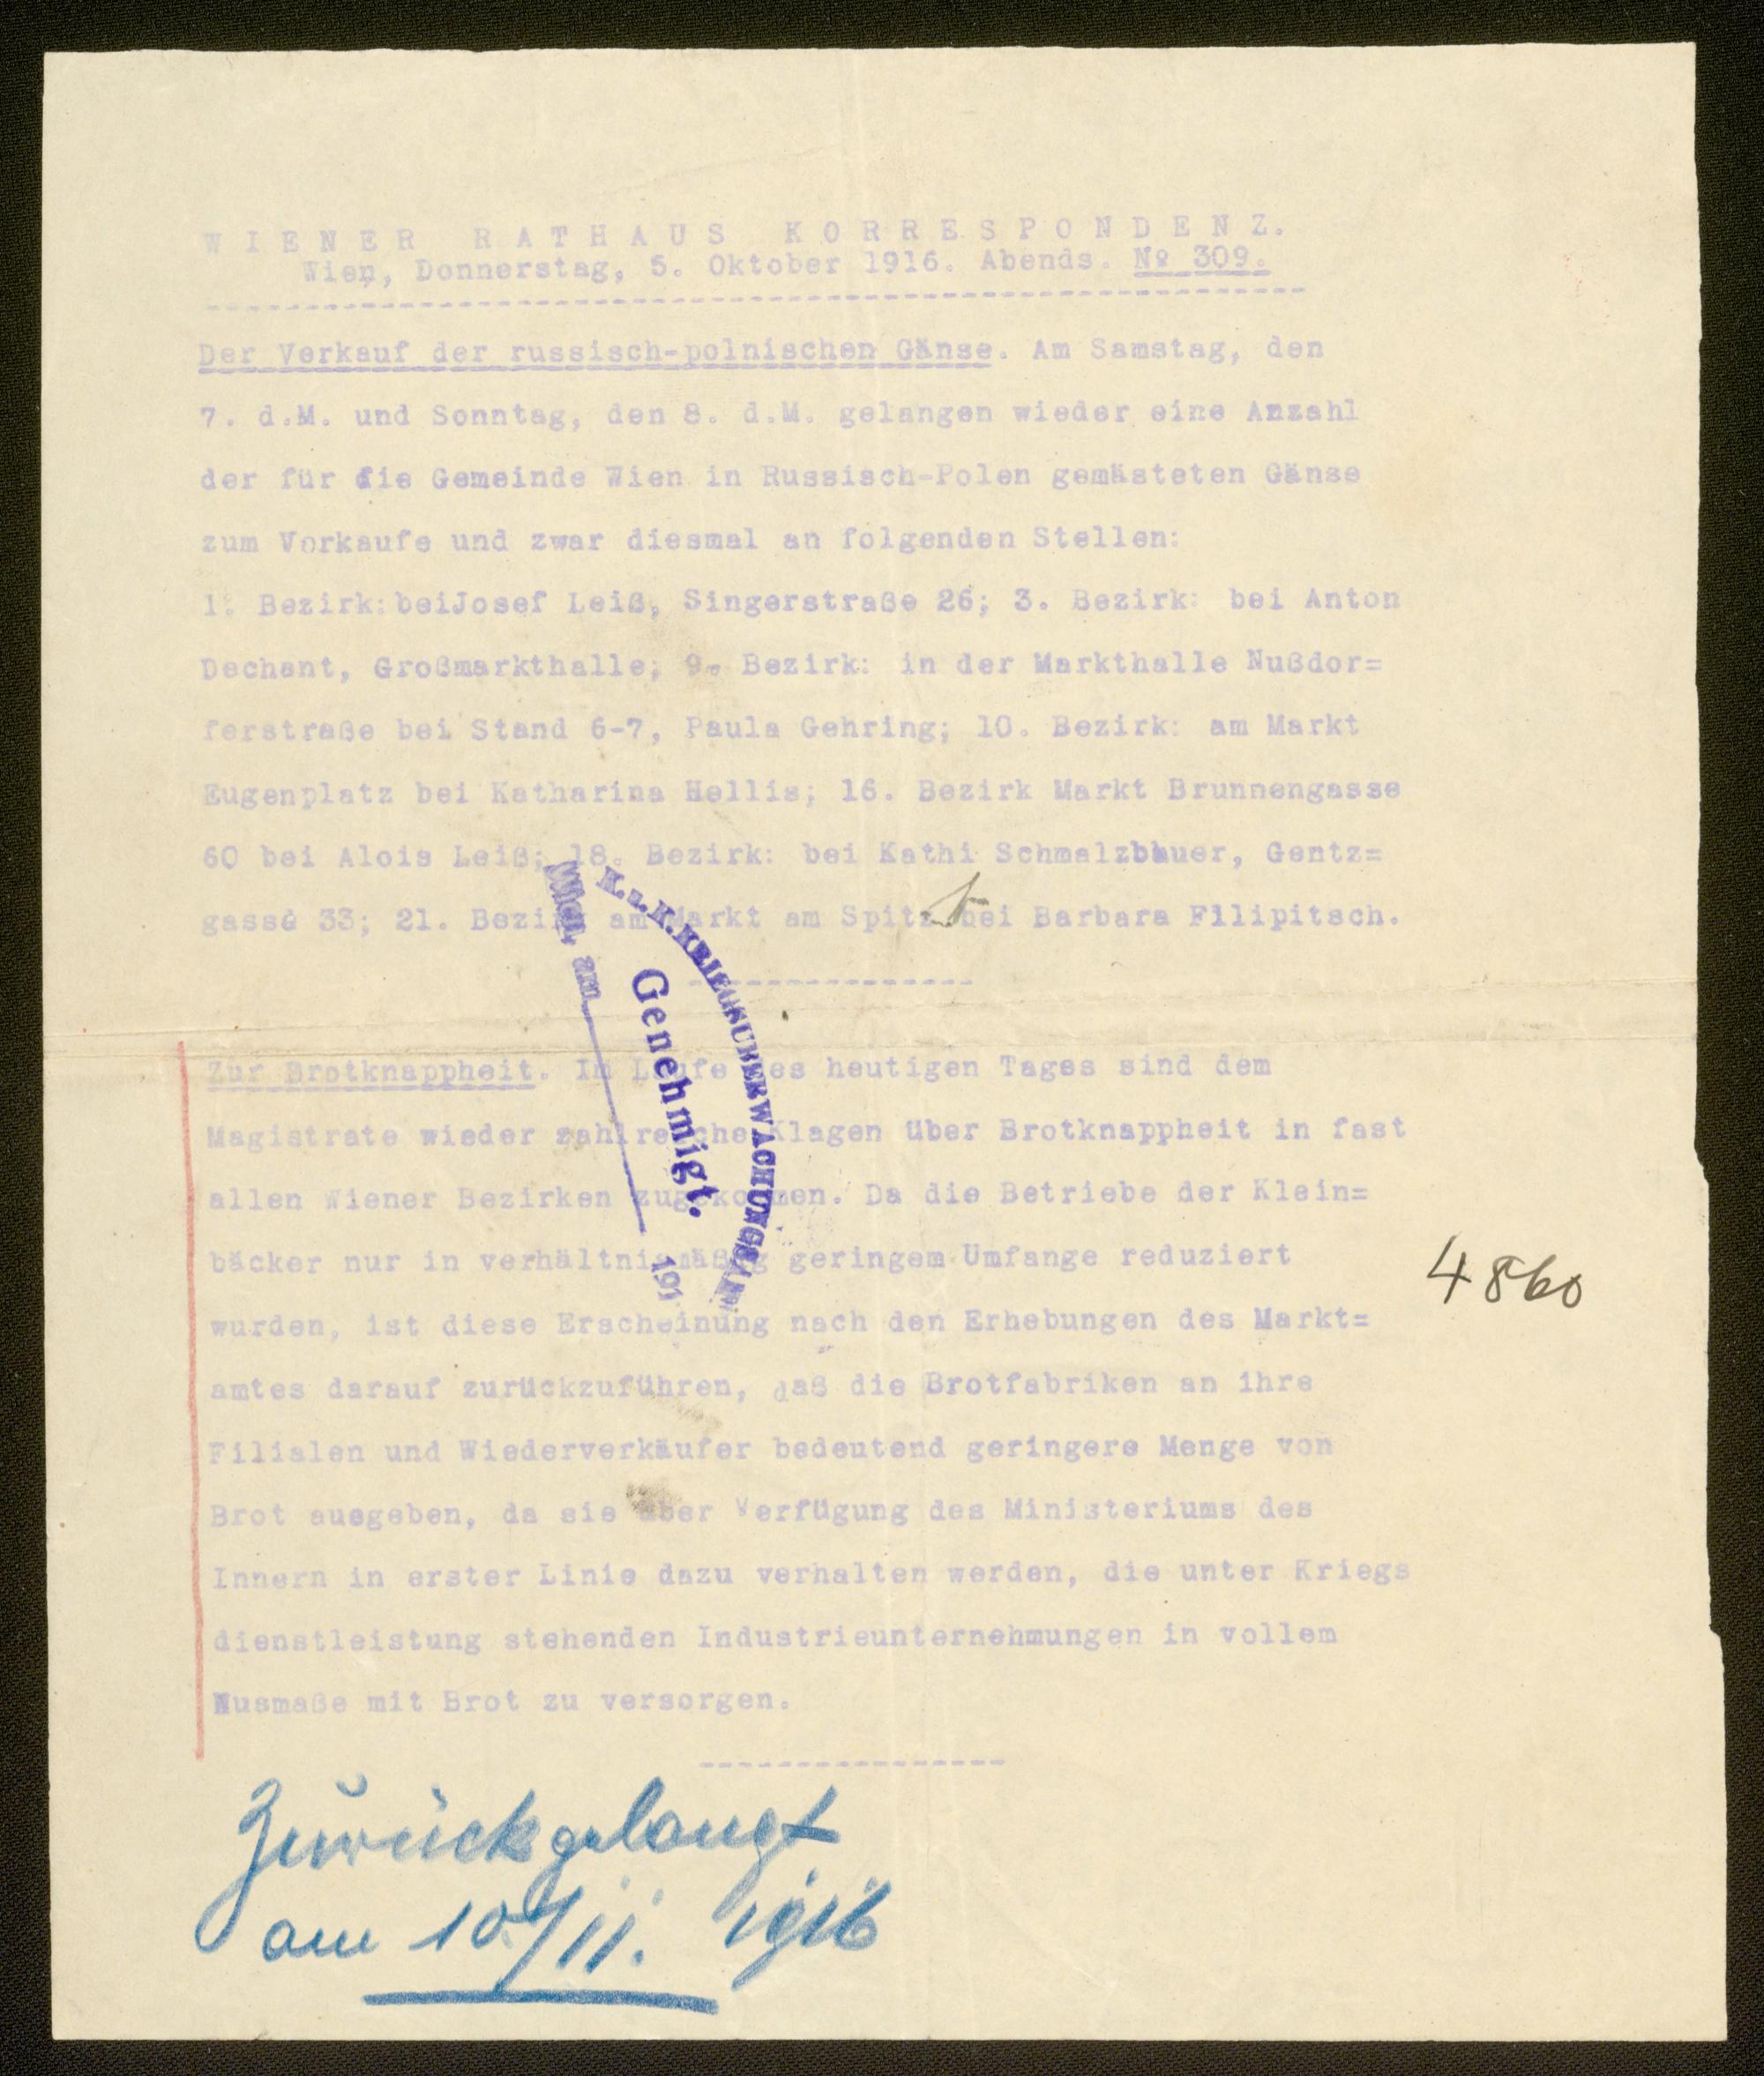 WIENER RATHAUS KORRESPONDENZ.
Wien, Donnerstag, 5. Oktober 1916. Abends. No 309.
Der Verkauf der russisch-polnischen Gänse. Am Samstag, den
7. d.M. und Sonntag, den 8. d.M. gelangen wieder eine Anzahl
der für die Gemeinde Wien in Russisch-Polen gemästeten Gänse
zum Vorkaufe und zwar diesmal an folgenden Stellen:
1. Bezirk: beiJosef Leiß, Singerstraße 26; 3. Bezirk: bei Anton
Dechant, Großmarkthalle; 9. Bezirk: in der Markthalle Nußdor=
ferstraße bei Stand 6-7, Paula Gehring; 10. Bezirk: am Markt
Eugenplatz bei Katharina Hellis; 16. Bezirk Markt Brunnengasse
60 bei Alois Leiß; 18. Bezirk: bei Kathi Schmalzbauer, Gentz=
gasse 33; 21. Bezirk am Markt am Spitz bei Barbara Fllipitsch.
K.u.K. KRIEGSÜBERWACHUNGSAMT
Genehmigt.
Wien, am 191
Zur Brotknappheit. Im Laufe des heutigen Tages sind dem
Magistrate wieder zahlreiche Klagen über Brotknappheit in fast
allen Wiener Bezirken zugekommen. Da die Betriebe der Klein=
bäcker nur in verhältnismäßig geringem Umfange reduziert
4860
wurden, ist diese Erscheinung nach den Erhebungen des Markt=
amtes darauf zurückzuführen, daß die Brotfabriken an ihre
Filialen und Wiederverkäufer bedeutend geringere Menge von
Brot ausgeben, da sie über Verfügung des Ministeriums des
Innern in erster Linie dazu verhalten werden, die unter Kriegs
dienstleistung stehenden Industrieunternehmungen in vollem
Ausmaße mit Brot zu versorgen.
Zurückgelangt
am 10/11. 1916